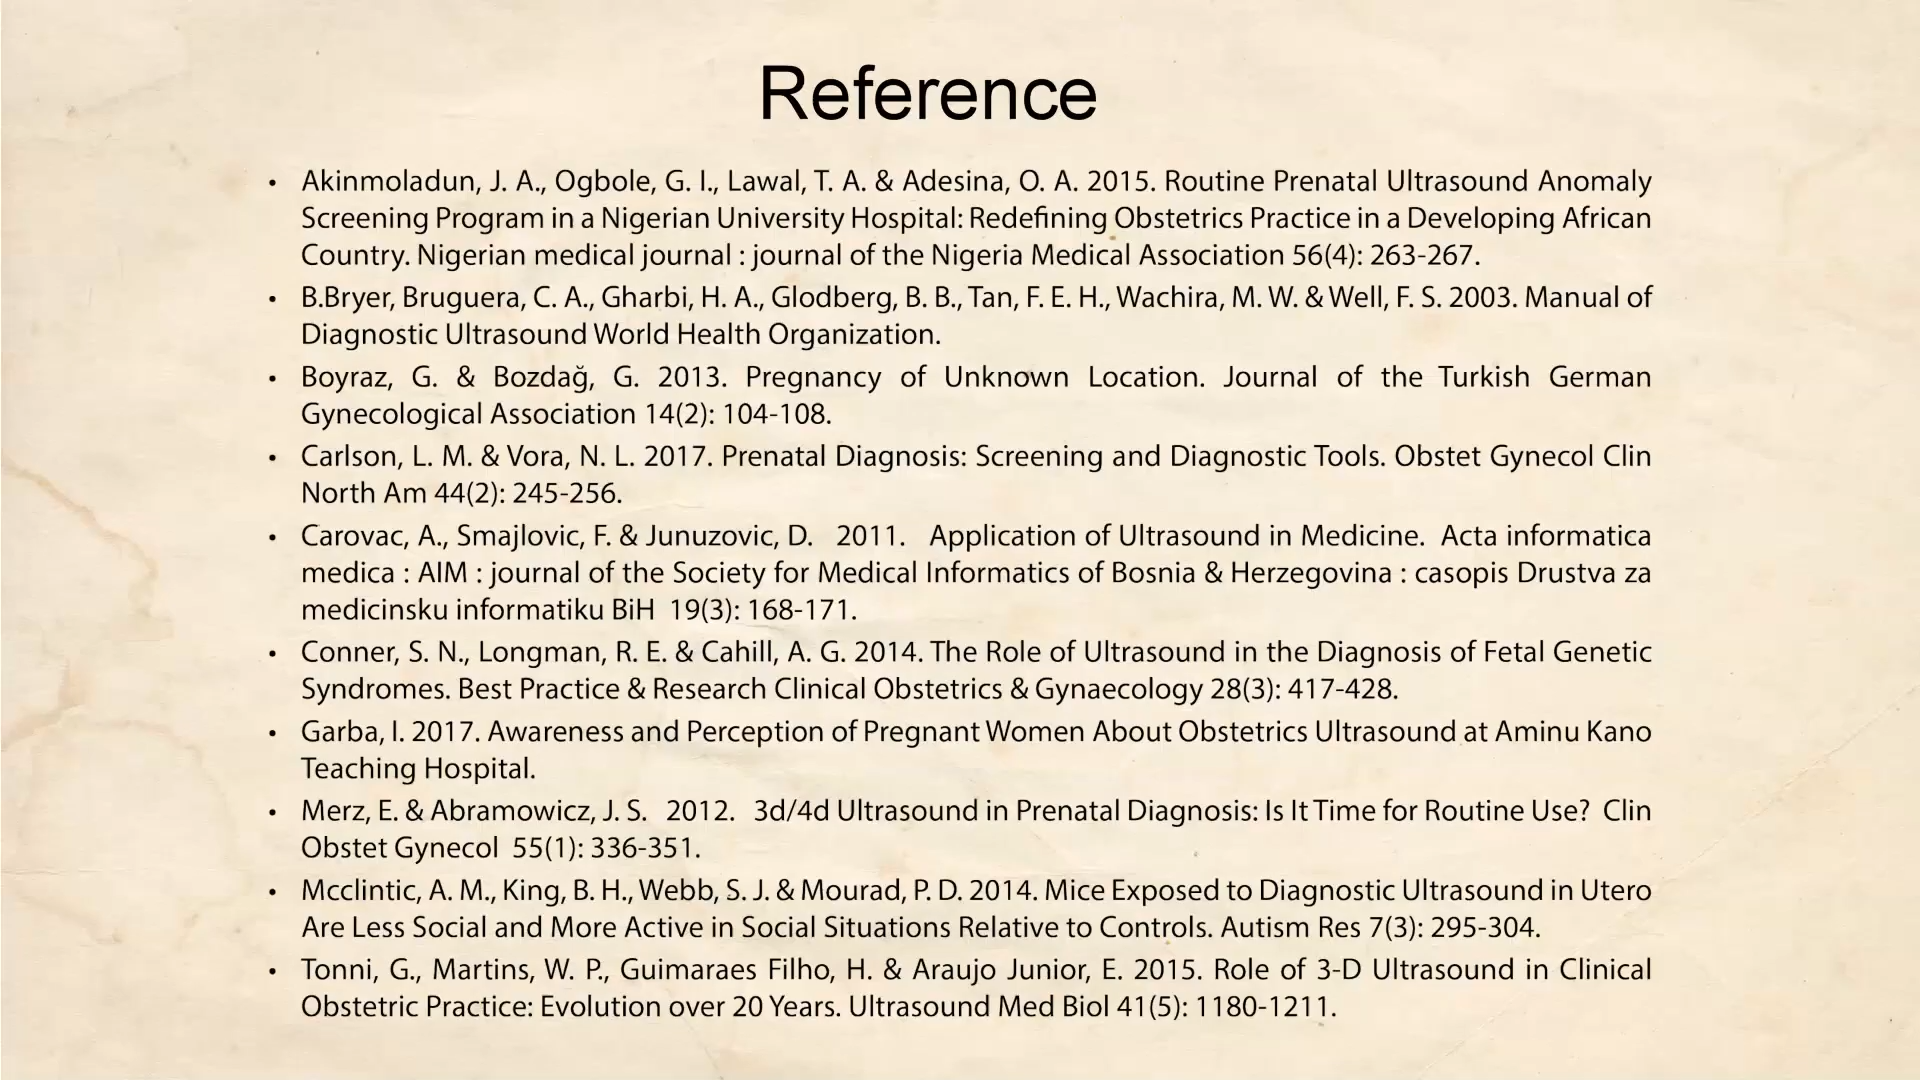 Reference
• Akinmoladun, J. A., Ogbole, G. I., Lawal, T. A. & Adesina, O. A. 2015. Routine Prenatal Ultrasound Anomaly
Screening Program in a Nigerian University Hospital: Redefining Obstetrics Practice in a Developing African
Country. Nigerian medical journal : journal of the Nigeria Medical Association 56(4): 263-267.
• B.Bryer, Bruguera, C. A., Gharbi, H. A., Glodberg, B. B., Tan, F. E. H., Wachira, M. W. & Well, F. S. 2003. Manual of
Diagnostic Ultrasound World Health Organization.
• Boyraz, G. & Bozdağ, G. 2013. Pregnancy of Unknown Location. Journal of the Turkish German
Gynecological Association 14(2): 104-108.
• Carlson, L. M. & Vora, N. L. 2017. Prenatal Diagnosis: Screening and Diagnostic Tools. Obstet Gynecol Clin
North Am 44(2): 245-256.
• Carovac, A., Smajlovic, F. & Junuzovic, D. 2011. Application of Ultrasound in Medicine. Acta informatica
medica : AIM : journal of the Society for Medical Informatics of Bosnia & Herzegovina : casopis Drustva za
medicinsku informatiku BiH 19(3): 168-171.
• Conner, S. N., Longman, R. E. & Cahill, A. G. 2014. The Role of Ultrasound in the Diagnosis of Fetal Genetic
Syndromes. Best Practice & Research Clinical Obstetrics & Gynaecology 28(3): 417-428.
• Garba, I. 2017. Awareness and Perception of Pregnant Women About Obstetrics Ultrasound at Aminu Kano
Teaching Hospital.
• Merz, E. & Abramowicz, J. S. 2012. 3d/4d Ultrasound in Prenatal Diagnosis: Is It Time for Routine Use? Clin
Obstet Gynecol 55(1): 336-351.
• Mcclintic, A. M., King, B. H., Webb, S. J. & Mourad, P. D. 2014. Mice Exposed to Diagnostic Ultrasound in Utero
Are Less Social and More Active in Social Situations Relative to Controls. Autism Res 7(3): 295-304.
• Tonni, G., Martins, W. P., Guimaraes Filho, H. & Araujo Junior, E. 2015. Role of 3-D Ultrasound in Clinical
Obstetric Practice: Evolution over 20 Years. Ultrasound Med Biol 41(5): 1180-1211.